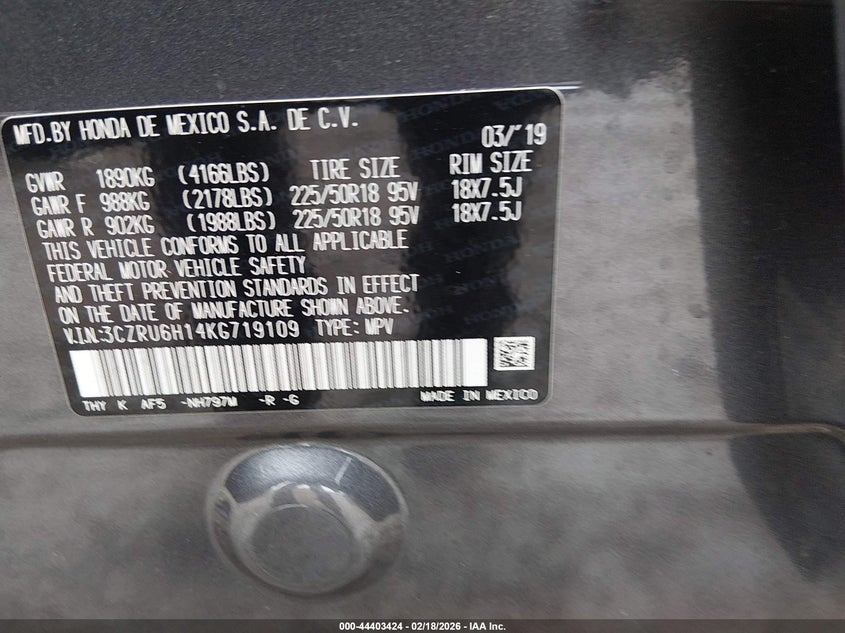 MFD.BY HONDA DE MEXICO S.A. DE C.V.
03/'19
GVWR 1890KG (4166LBS) TIRE SIZE RIM SIZE
GAWR F 988KG (2178LBS) 225/50R18 95V 18X7.5J
GAWR R 902KG (1988LBS) 225/50R18 95V 18X7.5J
THIS VEHICLE CONFORMS TO ALL APPLICABLE
FEDERAL MOTOR VEHICLE SAFETY
AND THEFT PREVENTION STANDARDS IN EFFECT
ON THE DATE OF MANUFACTURE SHOWN ABOVE.
V.I.N:3CZRU6H14KG719109 TYPE: MPV
THY K AF5 -NH797M -R -G MADE IN MEXICO
000-44403424 - 02/18/2026 - IAA Inc.